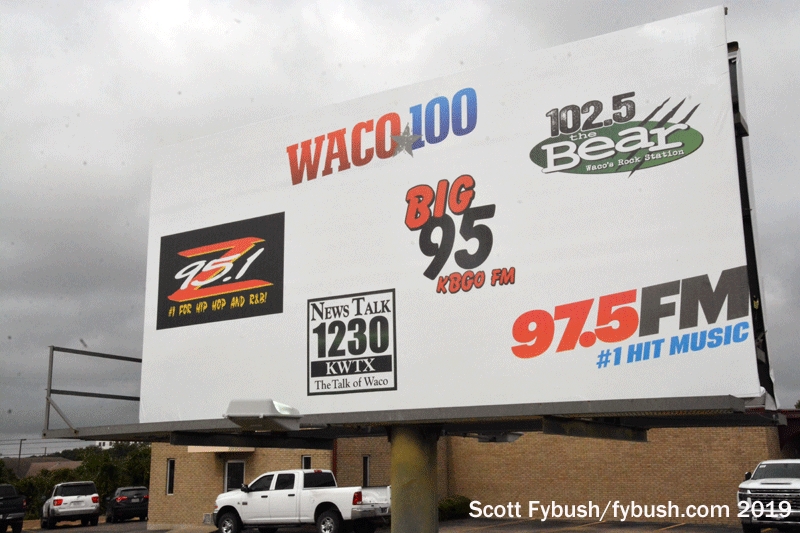 WACO 100
102.5
the
Bear
Waco's Rock Station
BIG
95
KBGO FM
Z
95.1
#1 FOR HIP HOP AND R&B!
NEWS TALK
1230
KWTX
The Talk of Waco
97.5FM
#1 HIT MUSIC
Scott Fybush/fybush.com 2019